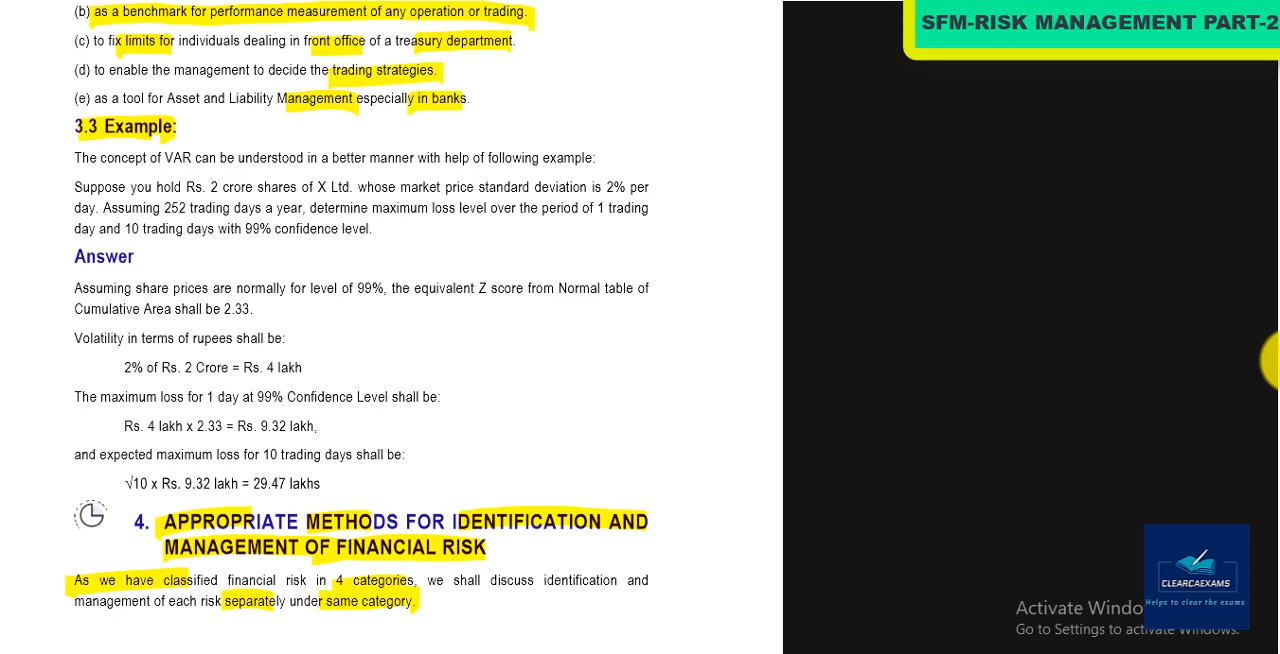 (b) as a benchmark for performance measurement of any operation or trading.
SFM-RISK MANAGEMENT PART-2
(c) to fix limits for individuals dealing in front office of a treasury department.
(d) to enable the management to decide the trading strategies.
(e) as a tool for Asset and Liability Management especially in banks.
3.3 Example:
The concept of VAR can be understood in a better manner with help of following example:
Suppose you hold Rs. 2 crore shares of X Ltd. whose market price standard deviation is 2% per
day. Assuming 252 trading days a year, determine maximum loss level over the period of 1 trading
day and 10 trading days with 99% confidence level.
Answer
Assuming share prices are normally for level of 99%, the equivalent Z score from Normal table of
Cumulative Area shall be 2.33.
Volatility in terms of rupees shall be:
2% of Rs. 2 Crore = Rs. 4 lakh
The maximum loss for 1 day at 99% Confidence Level shall be:
Rs. 4 lakh x 2.33 = Rs. 9.32 lakh,
and expected maximum loss for 10 trading days shall be:
√10 x Rs. 9.32 lakh = 29.47 lakhs
4. APPROPRIATE METHODS FOR IDENTIFICATION AND
MANAGEMENT OF FINANCIAL RISK
As we have classified financial risk in 4 categories, we shall discuss identification and
management of each risk separately under same category.
CLEARCAEXAMS
Helps to clear the exams
Activate Windo
Go to Settings to activate Windows.